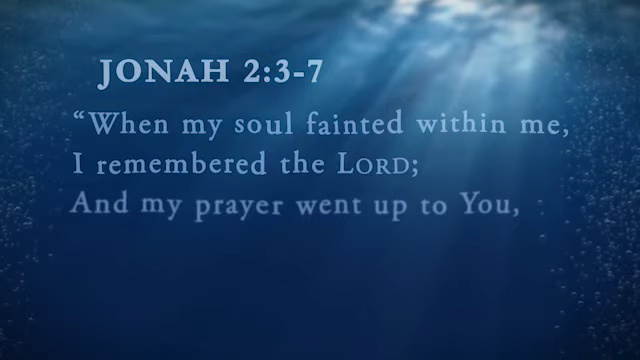 JONAH 2:3-7
“When my soul fainted within me,
I remembered the LORD;
And my prayer went up to You,